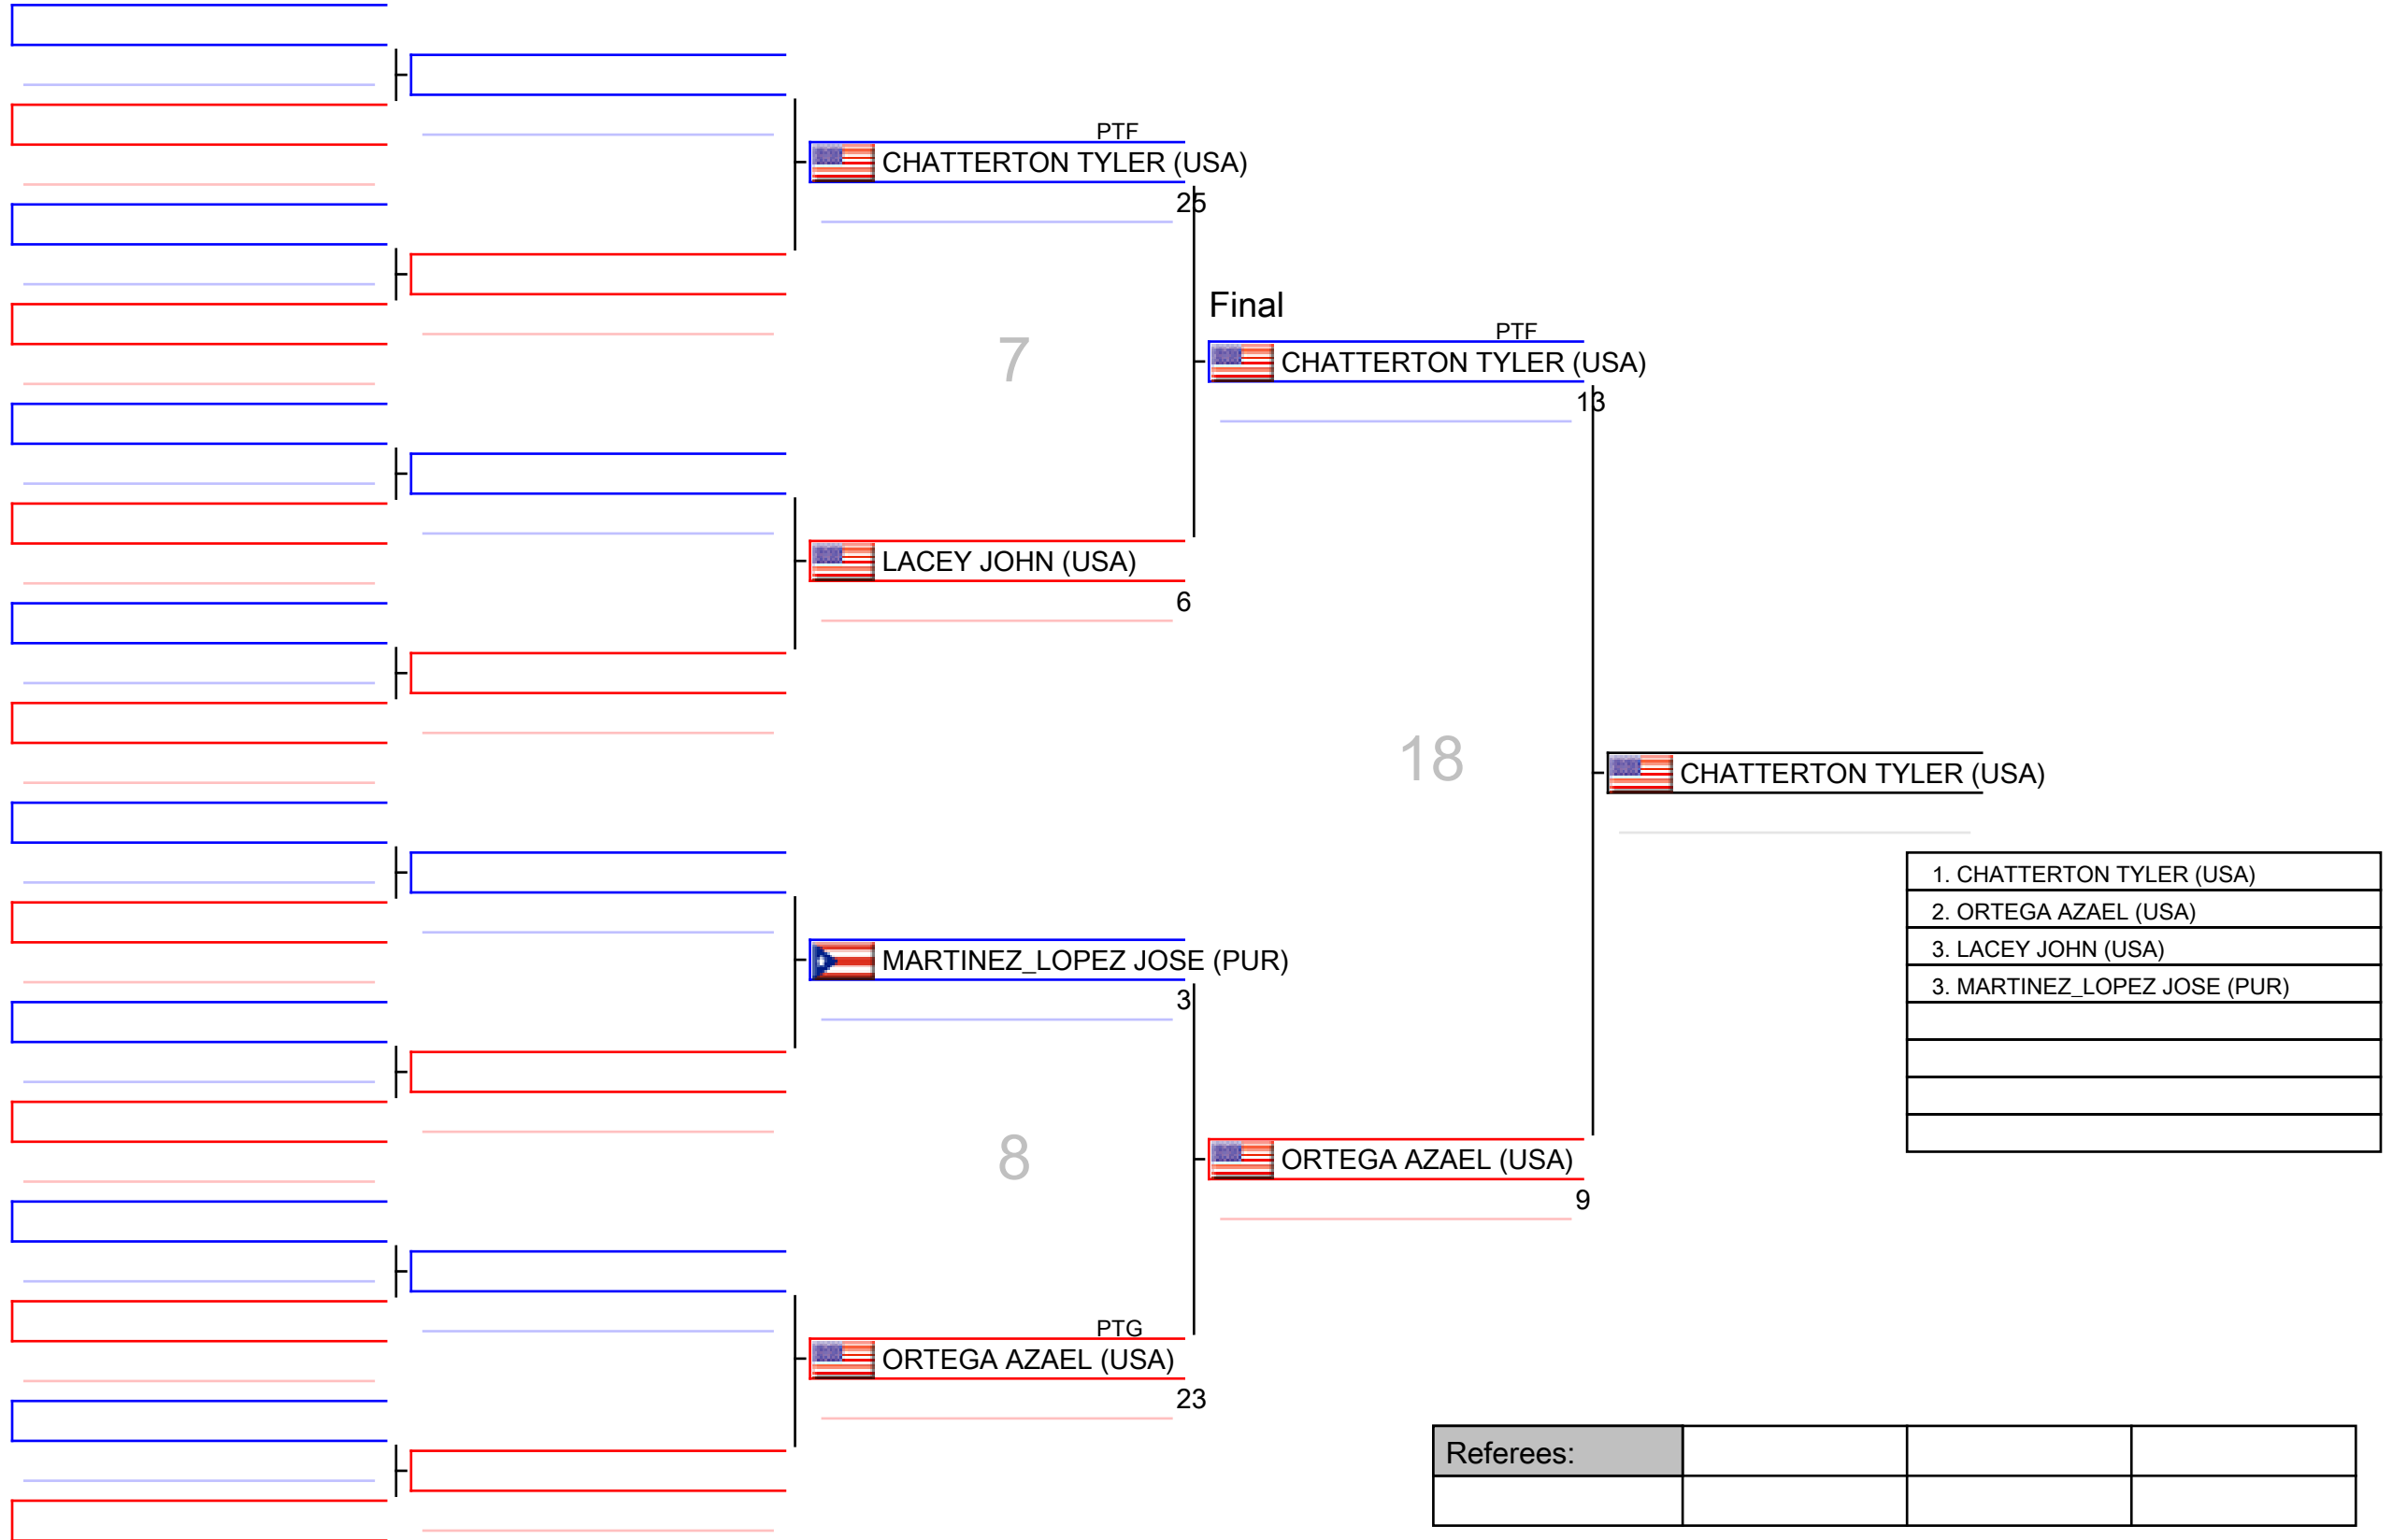 PTF
CHATTERTON TYLER (USA)
25
7
Final
PTF
CHATTERTON TYLER (USA)
13
LACEY JOHN (USA)
6
18
CHATTERTON TYLER (USA)
1. CHATTERTON TYLER (USA)
2. ORTEGA AZAEL (USA)
3. LACEY JOHN (USA)
3. MARTINEZ_LOPEZ JOSE (PUR)
MARTINEZ_LOPEZ JOSE (PUR)
3
8
ORTEGA AZAEL (USA)
9
PTG
ORTEGA AZAEL (USA)
23
Referees: